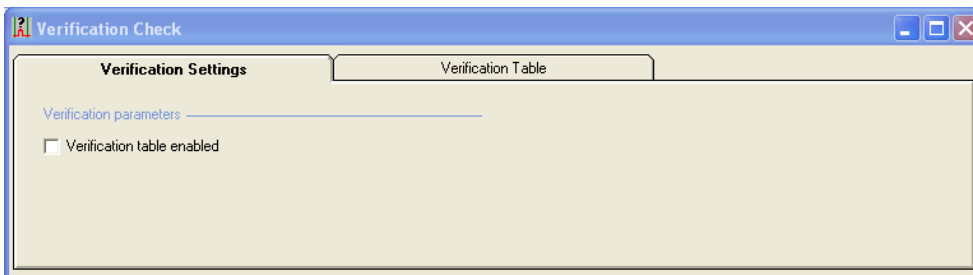 Verification Check
Verification Settings
Verification Table
Verification parameters
Verification table enabled